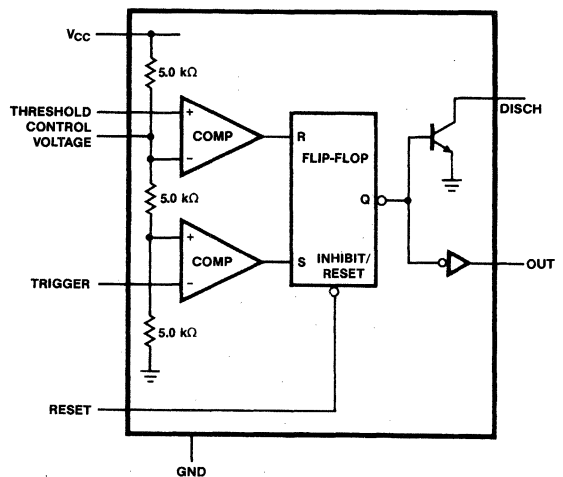 VCC
5.0 kΩ
THRESHOLD
CONTROL
VOLTAGE
+
COMP
−
R
FLIP-FLOP
Q
DISCH
5.0 kΩ
+
COMP
−
S
INHIBIT/
RESET
OUT
TRIGGER
5.0 kΩ
RESET
GND